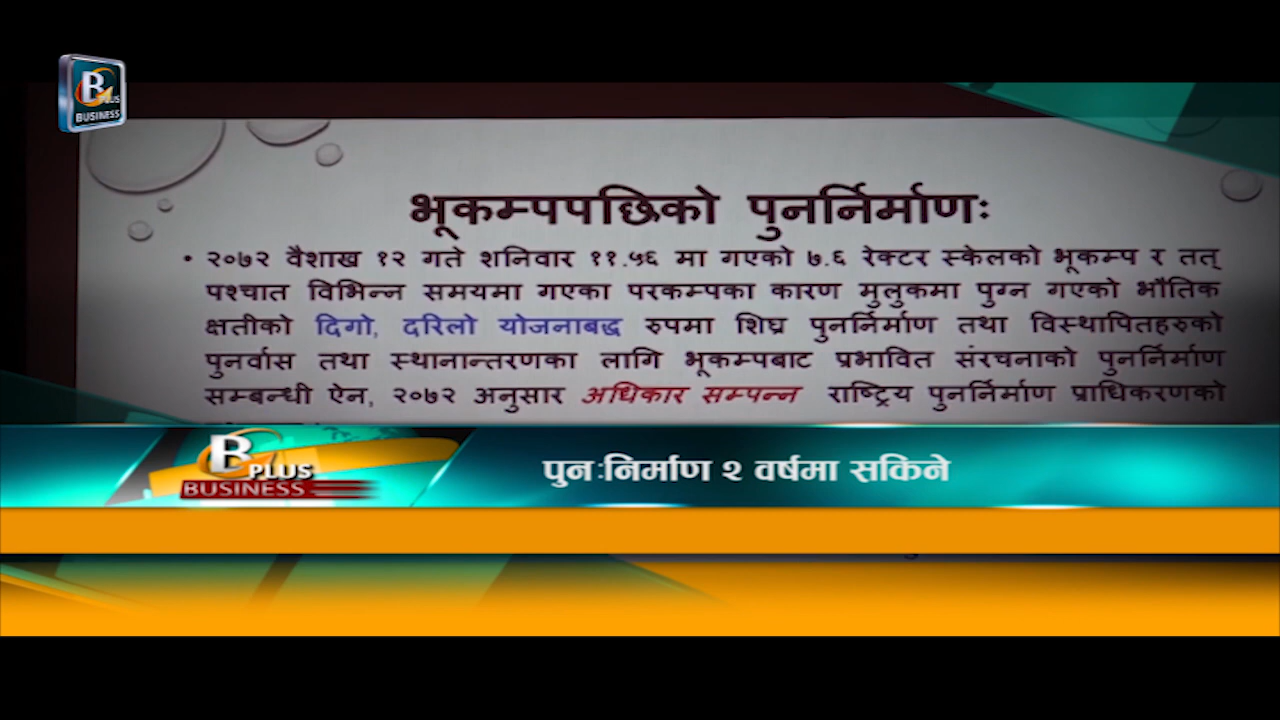 B PLUS
BUSINESS
भूकम्पपछिको पुनर्निर्माणः
• २०७२ वैशाख १२ गते शनिवार ११.५६ मा गएको ७.६ रेक्टर स्केलको भूकम्प र तत्
पश्चात विभिन्न समयमा गएका परकम्पका कारण मुलुकमा पुग्न गएको भौतिक
क्षतीको दिगो, दरिलो योजनाबद्ध रुपमा शिघ्र पुनर्निर्माण तथा विस्थापितहरुको
पुनर्वास तथा स्थानान्तरणका लागि भूकम्पबाट प्रभावित संरचनाको पुनर्निर्माण
सम्बन्धी ऐन, २०७२ अनुसार अधिकार सम्पन्न राष्ट्रिय पुनर्निर्माण प्राधिकरणको
B PLUS
BUSINESS
पुनःनिर्माण २ वर्षमा सकिने